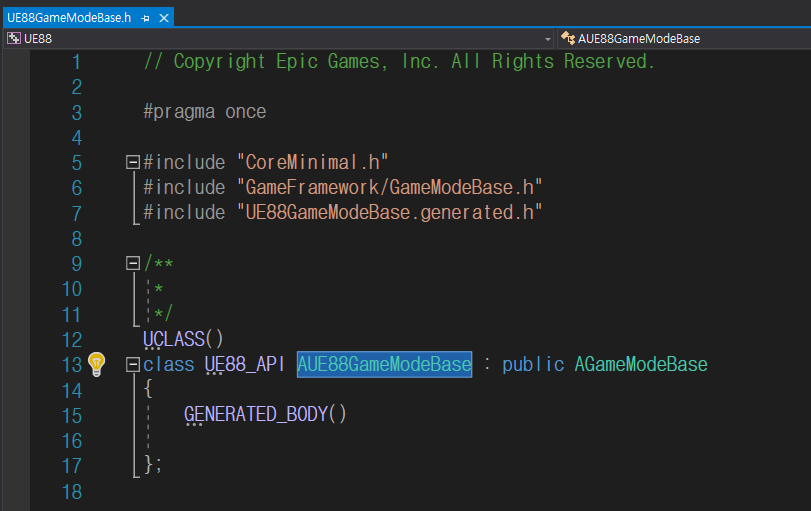 UE88GameModeBase.h
UE88
AUE88GameModeBase
1 // Copyright Epic Games, Inc. All Rights Reserved.
2
3 #pragma once
4
5 #include "CoreMinimal.h"
6 #include "GameFramework/GameModeBase.h"
7 #include "UE88GameModeBase.generated.h"
8
9 /**
10 *
11 */
12 UCLASS()
13 class UE88_API AUE88GameModeBase : public AGameModeBase
14 {
15 GENERATED_BODY()
16
17 };
18